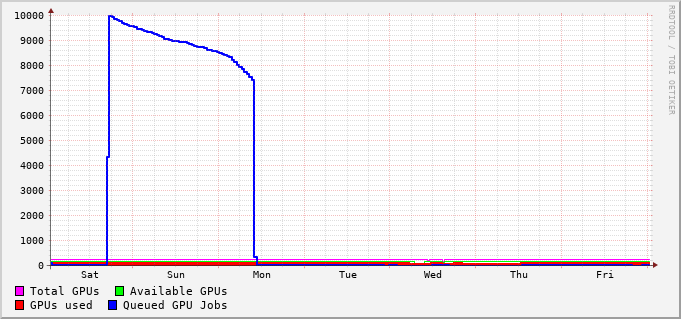 10000
9000
8000
7000
6000
5000
4000
3000
2000
1000
0
Sat Sun Mon Tue Wed Thu Fri
Total GPUs Available GPUs
GPUs used Queued GPU Jobs
RRDTOOL / TOBI OETIKER